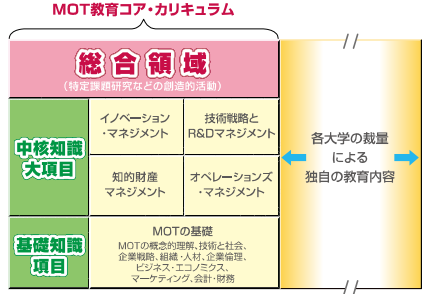 MOT教育コア・カリキュラム
総合領域
(特定課題研究などの創造的活動)
中核知識
大項目
イノベーション
・マネジメント
技術戦略と
R&Dマネジメント
知的財産
マネジメント
オペレーションズ
・マネジメント
各大学の裁量
による
独自の教育内容
基礎知識
項目
MOTの基礎
MOTの概念的理解、技術と社会、
企業戦略、組織・人材、企業倫理、
ビジネス・エコノミクス、
マーケティング、会計・財務